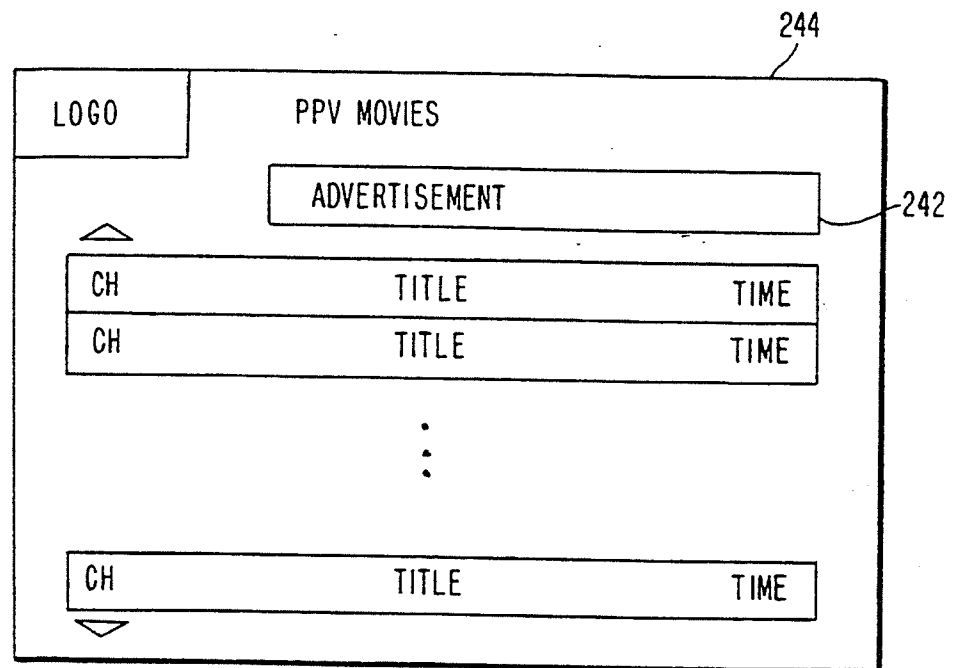 244
LOGO PPV MOVIES
ADVERTISEMENT
242
CH TITLE TIME
CH TITLE TIME
CH TITLE TIME